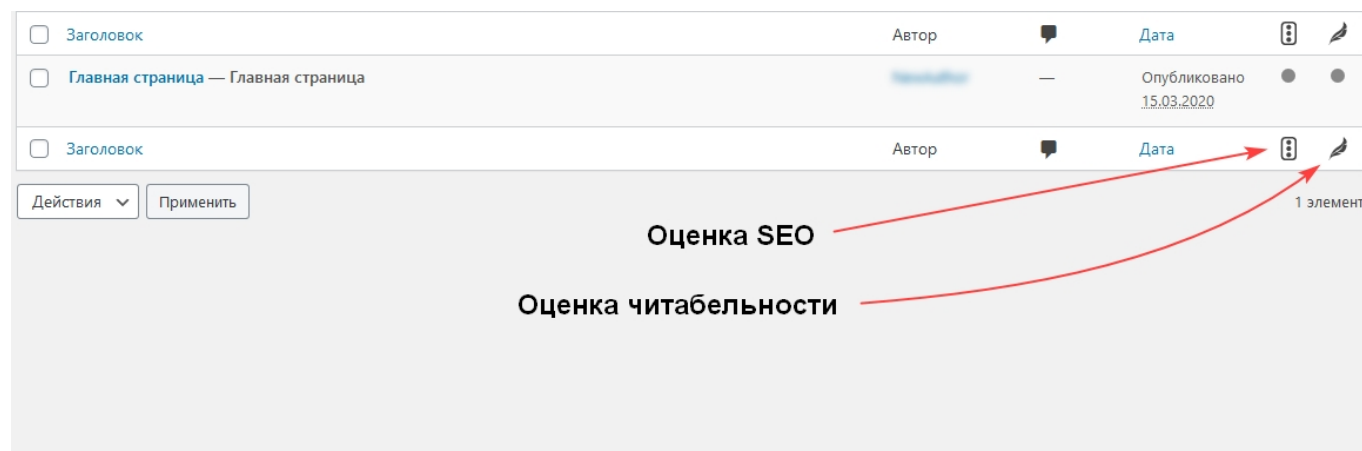 Заголовок Автор Дата
Главная страница — Главная страница — Опубликовано
15.03.2020
Заголовок Автор Дата
Действия Применить 1 элемент
Оценка SEO
Оценка читабельности